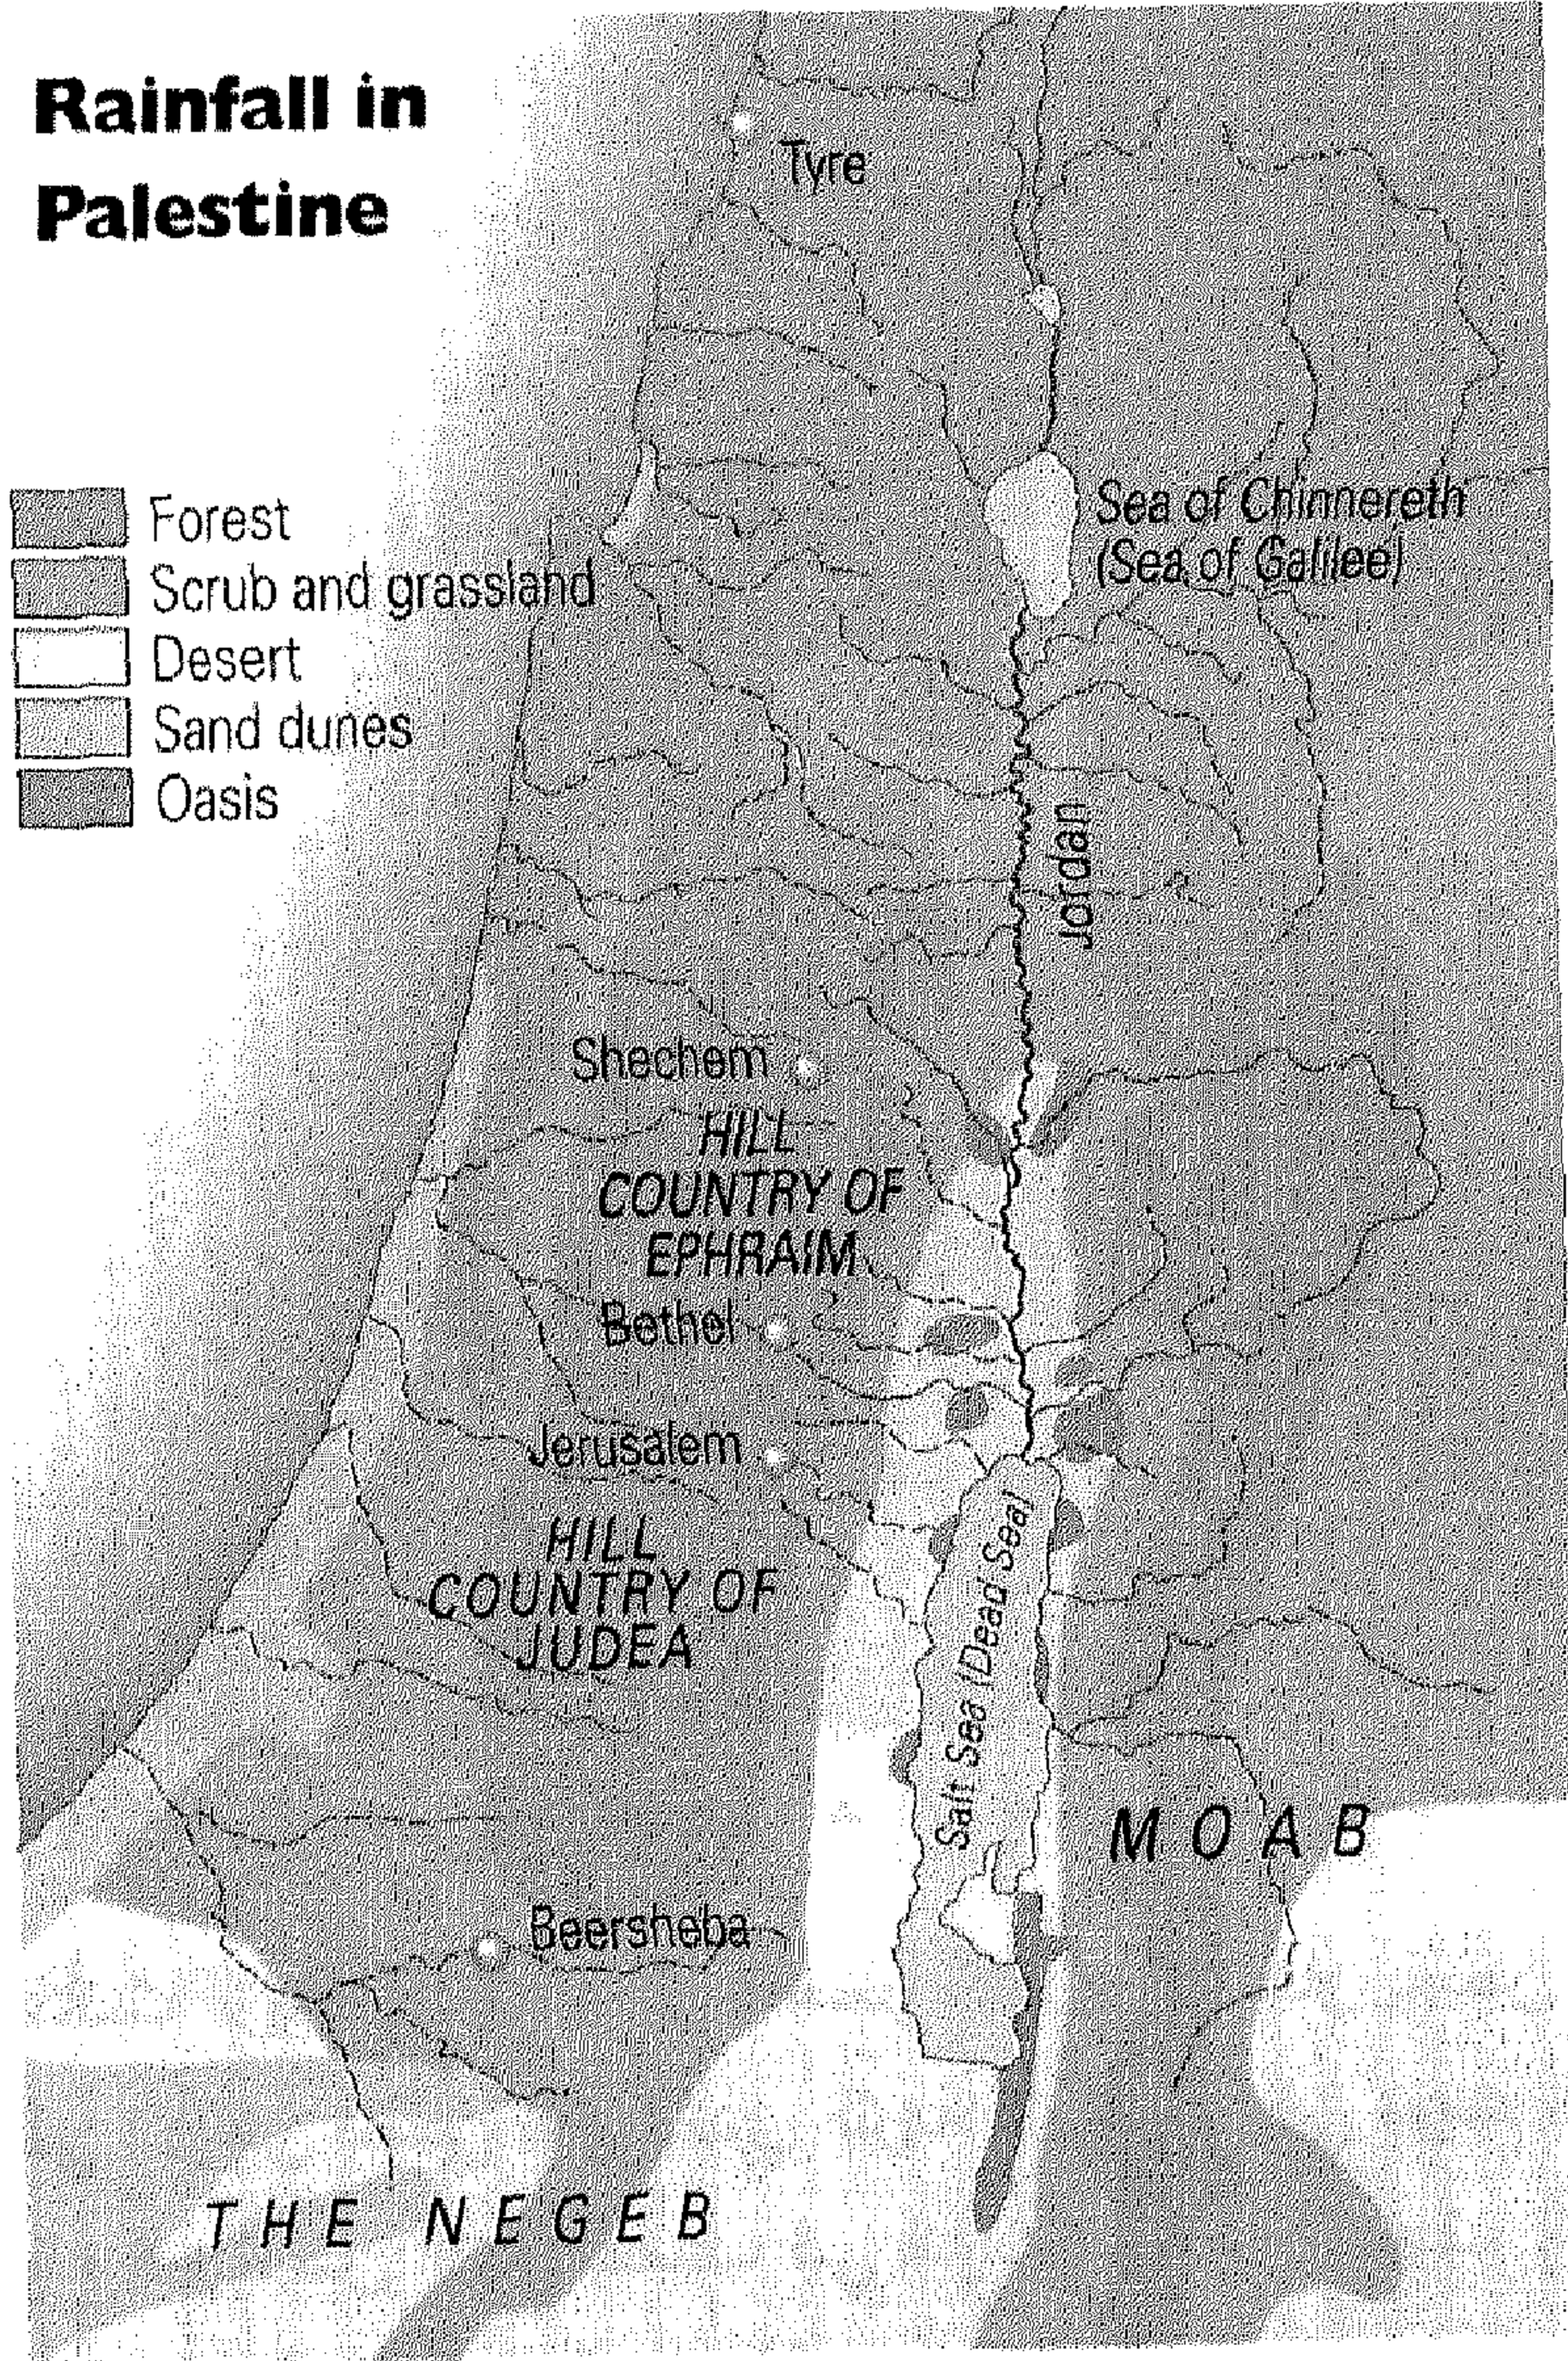 Rainfall in
Palestine
Tyre
Forest
Scrub and grassland
Desert
Sand dunes
Oasis
Sea of Chinnereth
(Sea of Galilee)
Jordan
Shechem
HILL
COUNTRY OF
EPHRAIM
Bethel
Jerusalem
HILL
COUNTRY OF
JUDEA
Salt Sea (Dead Sea)
MOAB
Beersheba
THE NEGEB